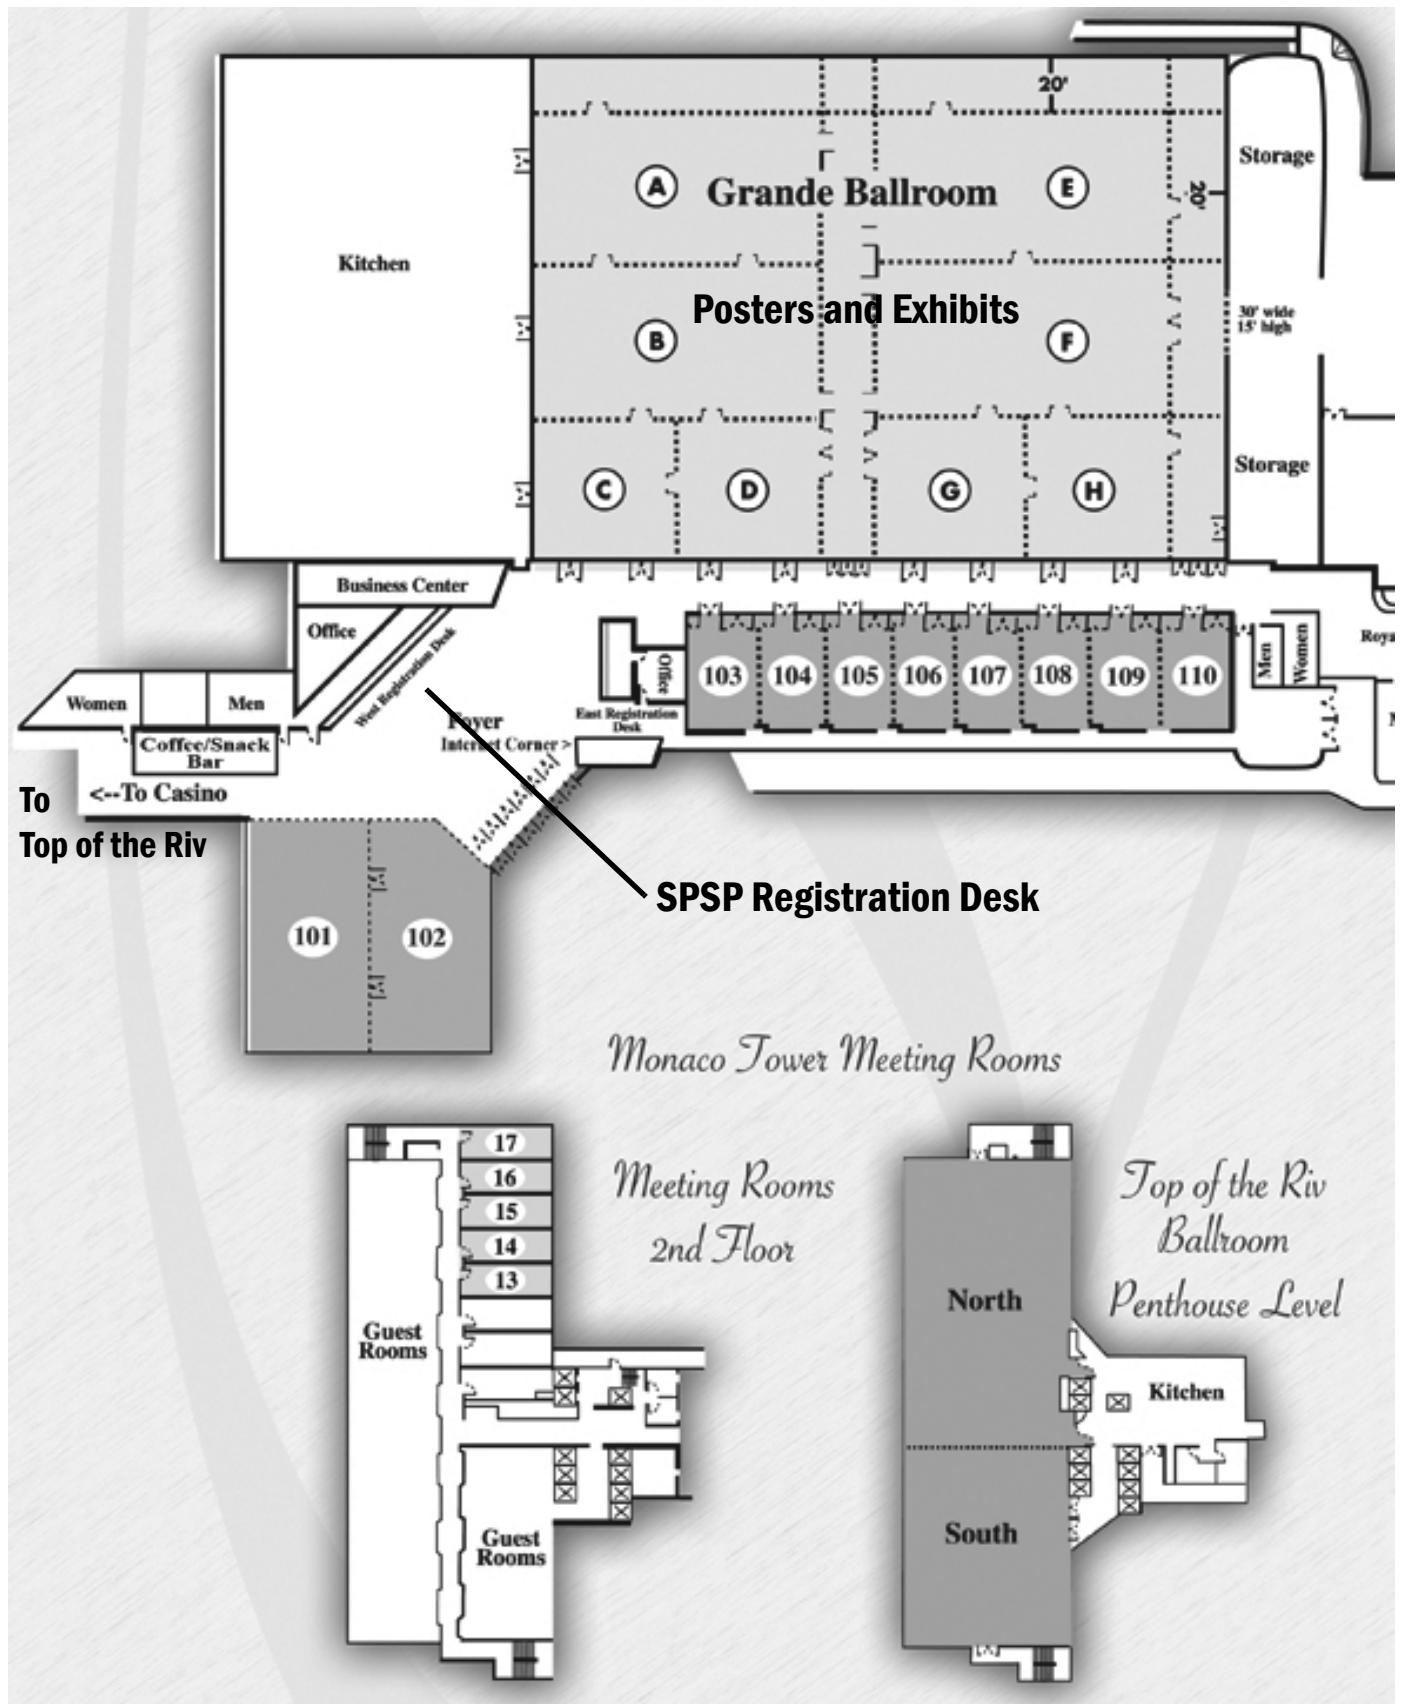 20'
Storage
A
Grande Ballroom
E
20'
Kitchen
Posters and Exhibits
30' wide
15' high
B
F
Storage
C
D
G
H
Business Center
Office
West Registration Desk
Women
Men
Office
103
104
105
106
107
108
109
110
Men
Women
Roya
East Registration
Desk
Foyer
Internet Corner >
Coffee/Snack
Bar
<--To Casino
To
Top of the Riv
SPSP Registration Desk
101
102
Monaco Tower Meeting Rooms
17
16
15
14
13
Meeting Rooms
2nd Floor
Guest
Rooms
Guest
Rooms
Top of the Riv
Ballroom
Penthouse Level
North
Kitchen
South